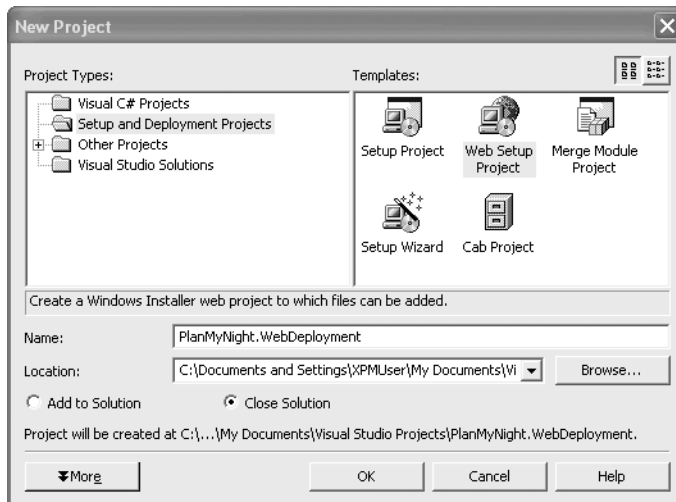 New Project
Project Types:
Templates:
Visual C# Projects
Setup and Deployment Projects
Other Projects
Visual Studio Solutions
Setup Project
Web Setup
Project
Merge Module
Project
Setup Wizard
Cab Project
Create a Windows Installer web project to which files can be added.
Name:
PlanMyNight.WebDeployment
Location:
C:\Documents and Settings\XPMUser\My Documents\Vi
Browse...
Add to Solution
Close Solution
Project will be created at C:\...\My Documents\Visual Studio Projects\PlanMyNight.WebDeployment.
More
OK
Cancel
Help